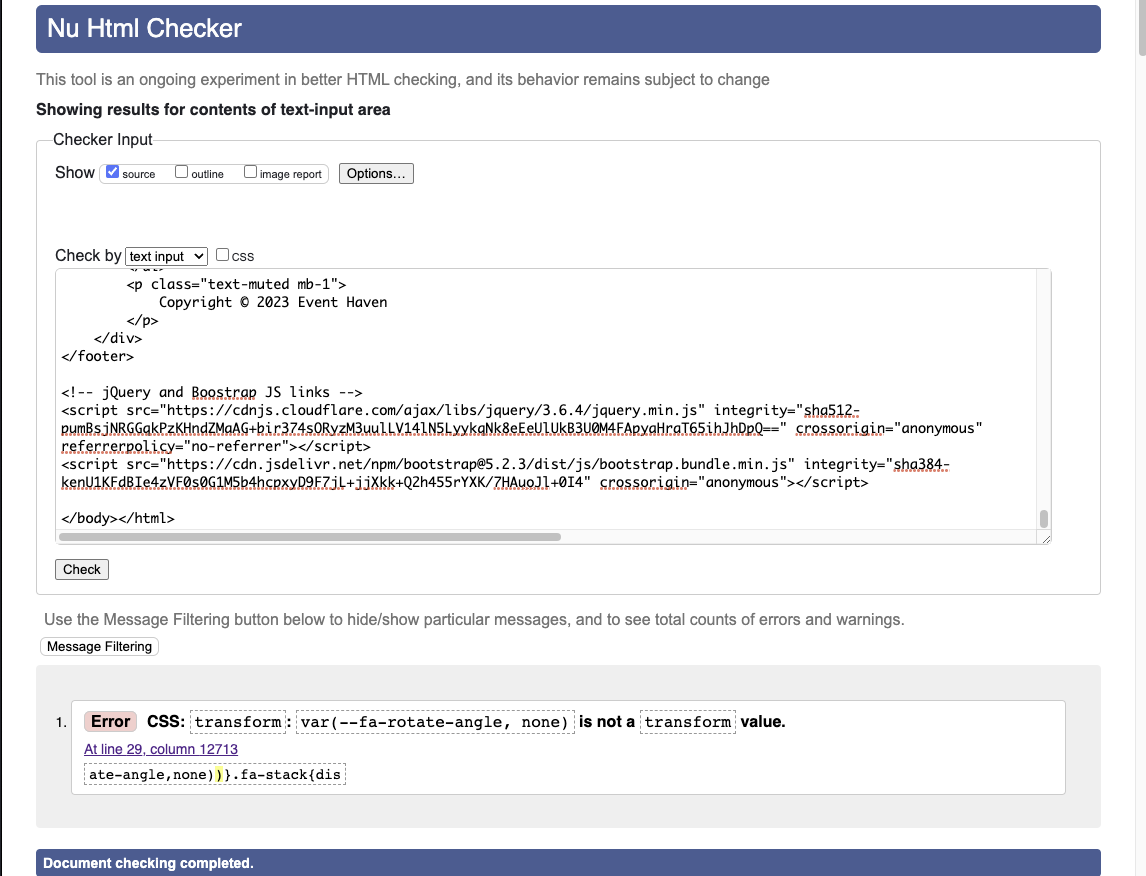 Nu Html Checker
This tool is an ongoing experiment in better HTML checking, and its behavior remains subject to change
Showing results for contents of text-input area
Checker Input
Show source outline image report Options...
Check by text input css
</ul>
<p class="text-muted mb-1">
Copyright © 2023 Event Haven
</p>
</div>
</footer>
<!-- jQuery and Boostrap JS links -->
<script src="https://cdnjs.cloudflare.com/ajax/libs/jquery/3.6.4/jquery.min.js" integrity="sha512-
pumBsjNRGGqkPzKHndZMaAG+bir374sORyzM3uulLV14lN5LyykqNk8eEeUlUkB3U0M4FApyaHraT65ihJhDpQ==" crossorigin="anonymous"
referrerpolicy="no-referrer"></script>
<script src="https://cdn.jsdelivr.net/npm/bootstrap@5.2.3/dist/js/bootstrap.bundle.min.js" integrity="sha384-
kenU1KFdBIe4zVF0s0G1M5b4hcpxyD9F7jL+jjXkk+Q2h455rYXK/7HAuoJl+0I4" crossorigin="anonymous"></script>
</body></html>
Check
Use the Message Filtering button below to hide/show particular messages, and to see total counts of errors and warnings.
Message Filtering
1. Error CSS: transform: var(--fa-rotate-angle, none) is not a transform value.
At line 29, column 12713
ate-angle,none))}.fa-stack{dis
Document checking completed.